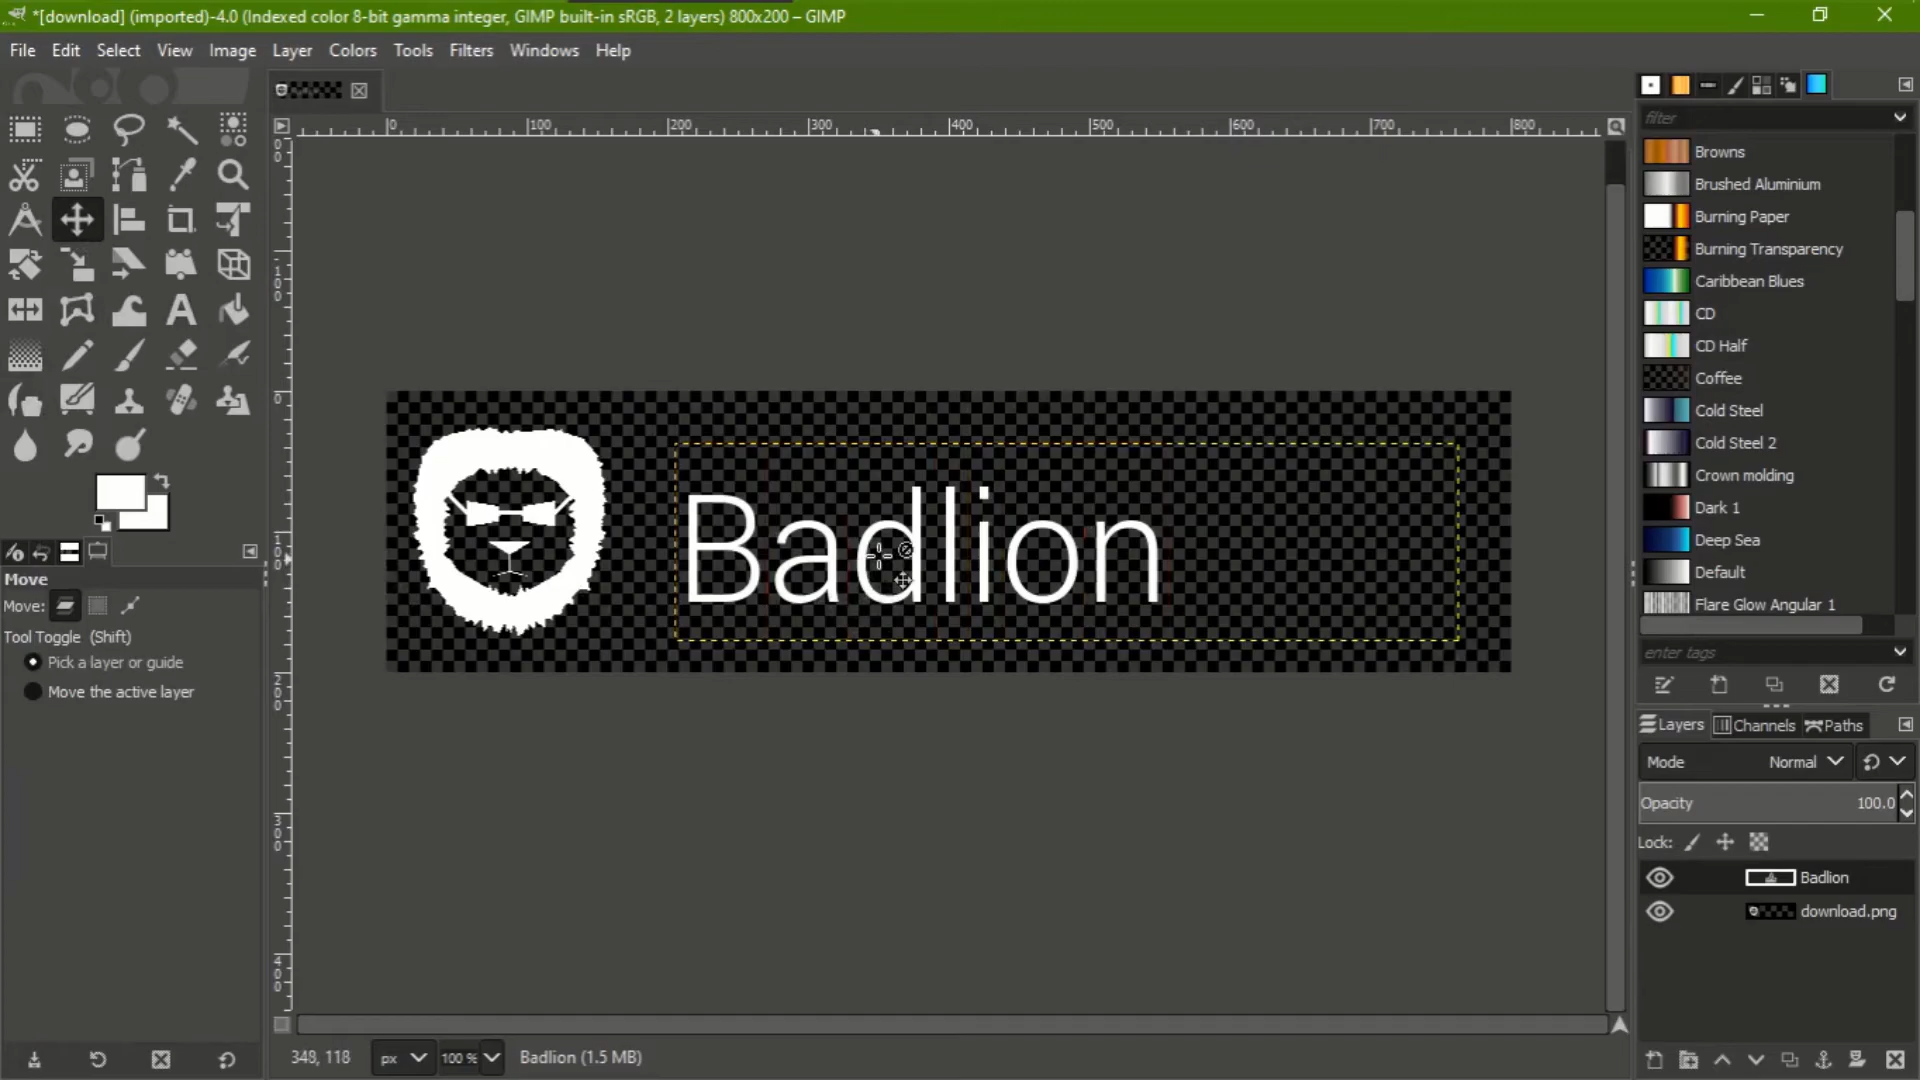 *[download] (imported)-4.0 (Indexed color 8-bit gamma integer, GIMP built-in sRGB, 2 layers) 800x200 – GIMP
File Edit Select View Image Layer Colors Tools Filters Windows Help
0 100 200 300 400 500 600 700 800
filter
Browns
Brushed Aluminium
Burning Paper
Burning Transparency
Caribbean Blues
CD
CD Half
Coffee
Cold Steel
Cold Steel 2
Crown molding
Dark 1
Deep Sea
Default
Flare Glow Angular 1
enter tags
Badlion
Move
Move:
Tool Toggle (Shift)
Pick a layer or guide
Move the active layer
Layers Channels Paths
Mode Normal
Opacity 100.0
Lock:
Badlion
download.png
348, 118 px 100 % Badlion (1.5 MB)